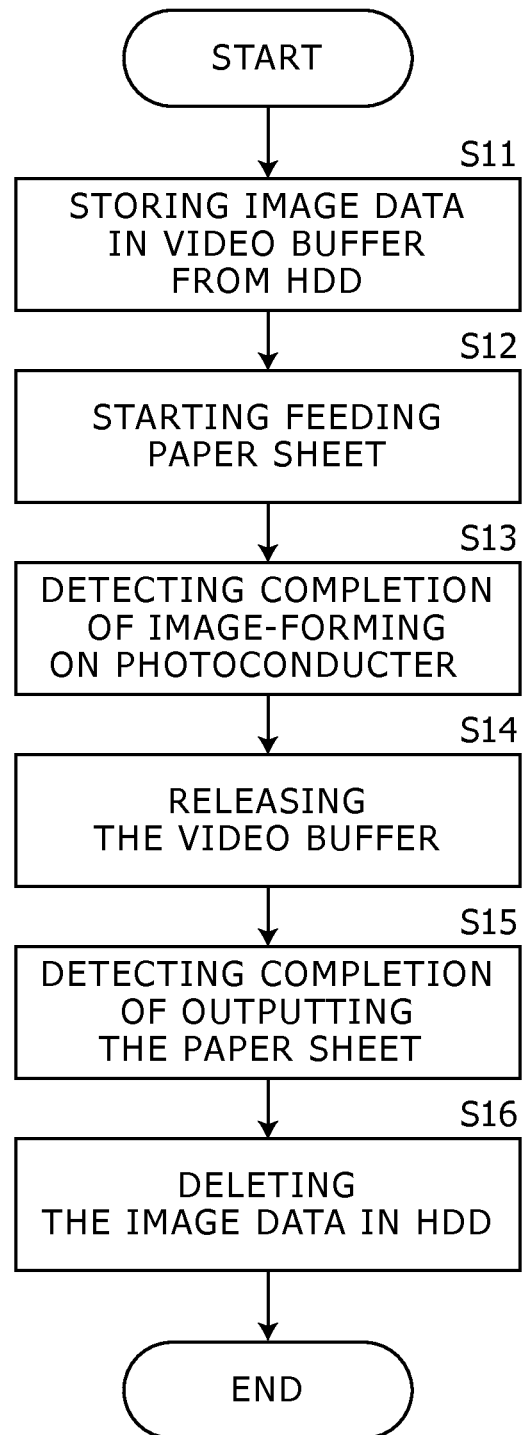 START
S11
STORING IMAGE DATA
IN VIDEO BUFFER
FROM HDD
S12
STARTING FEEDING
PAPER SHEET
S13
DETECTING COMPLETION
OF IMAGE-FORMING
ON PHOTOCONDUCTER
S14
RELEASING
THE VIDEO BUFFER
S15
DETECTING COMPLETION
OF OUTPUTTING
THE PAPER SHEET
S16
DELETING
THE IMAGE DATA IN HDD
END